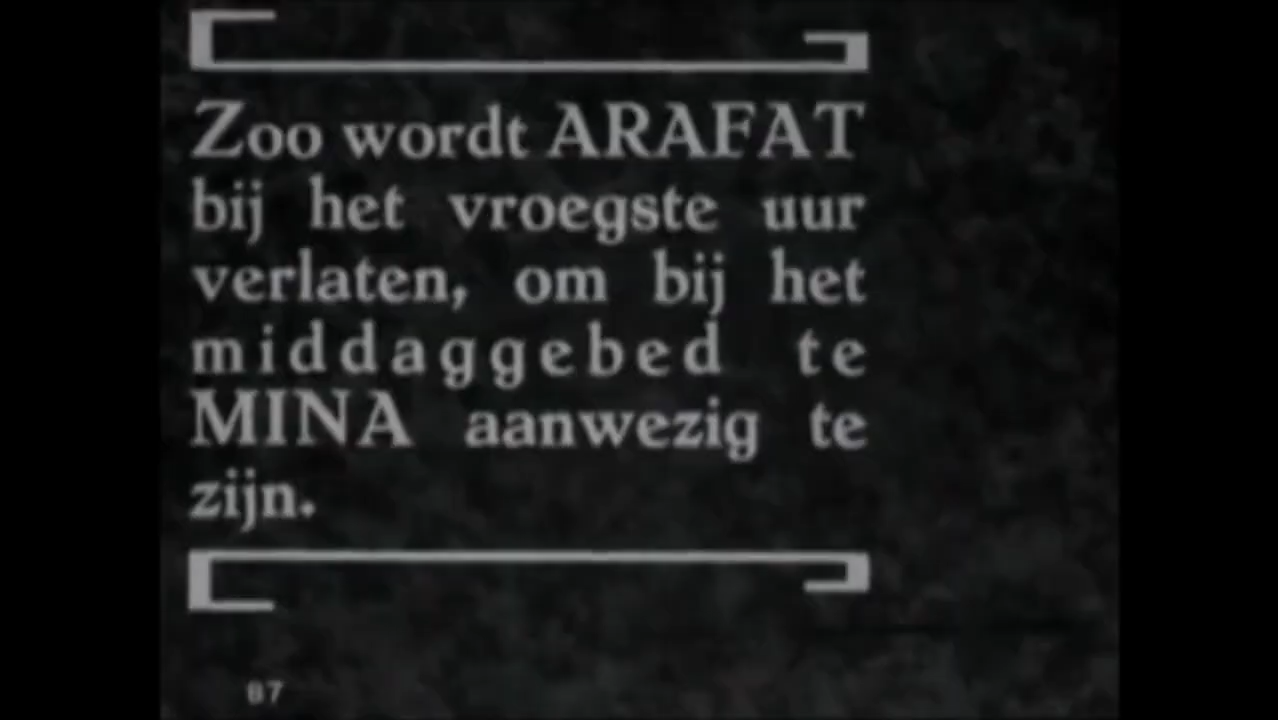 Zoo wordt ARAFAT
bij het vroegste uur
verlaten, om bij het
middaggebed te
MINA aanwezig te
zijn.
87